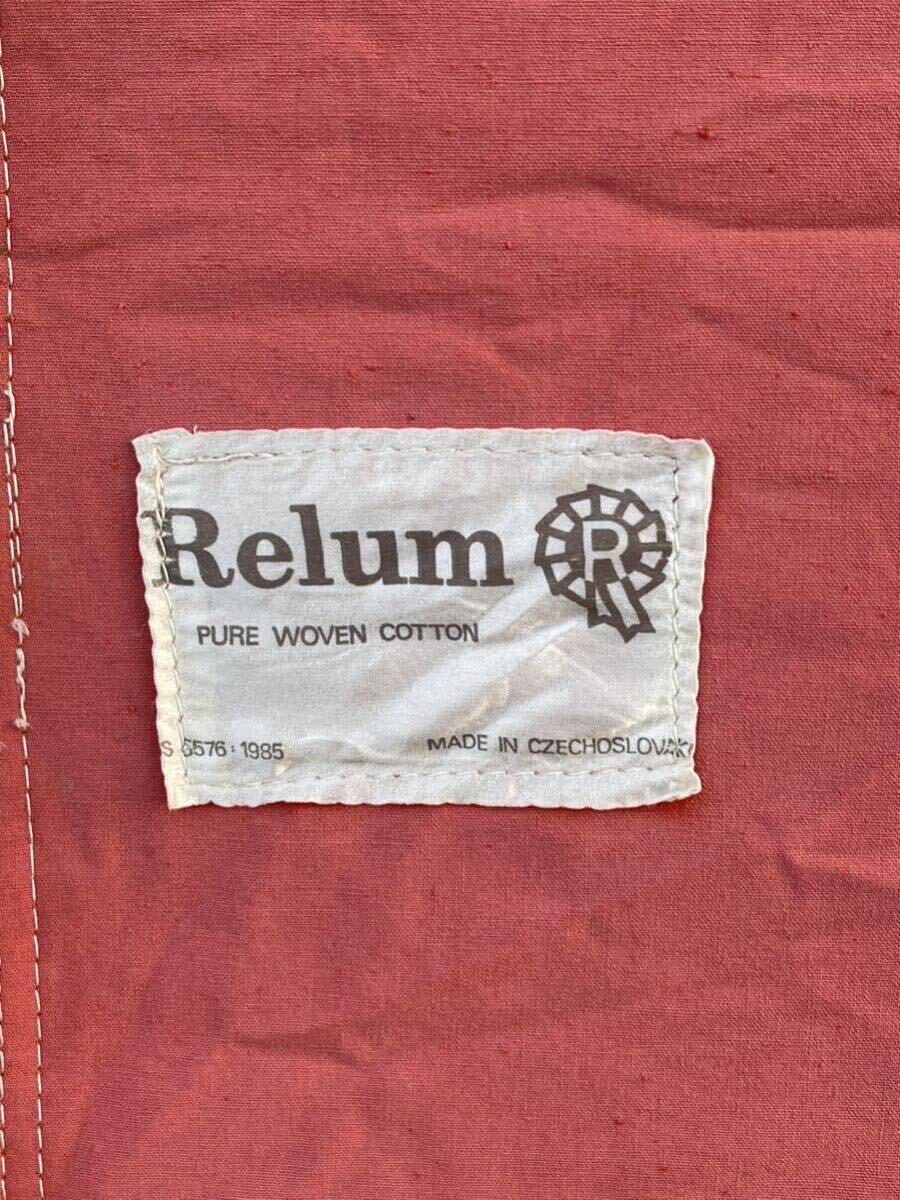 Relum R
PURE WOVEN COTTON
S 5576:1985 MADE IN CZECHOSLOVAK